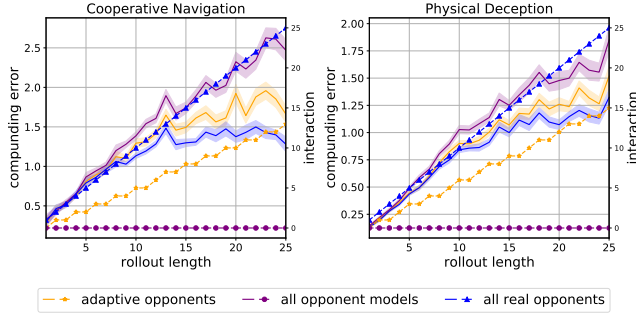 Cooperative Navigation
Physical Deception
compunding error
2.5
2.0
1.5
1.0
0.5
5 10 15 20 25
rollout length
25
20
15
10
5
0
interaction
compunding error
2.00
1.75
1.50
1.25
1.00
0.75
0.50
0.25
5 10 15 20 25
rollout length
25
20
15
10
5
0
interaction
adaptive opponents all opponent models all real opponents